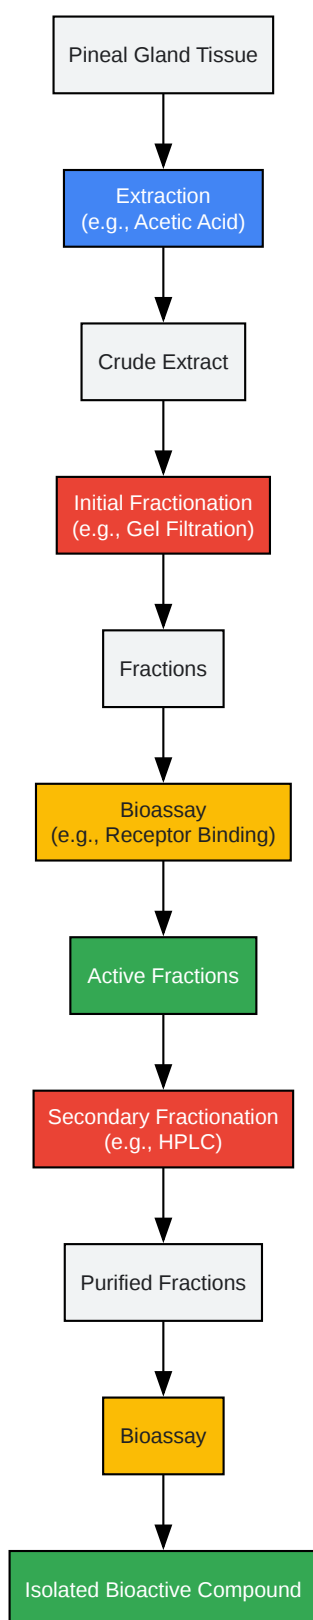 Pineal Gland Tissue
Extraction
(e.g., Acetic Acid)
Crude Extract
Initial Fractionation
(e.g., Gel Filtration)
Fractions
Bioassay
(e.g., Receptor Binding)
Active Fractions
Secondary Fractionation
(e.g., HPLC)
Purified Fractions
Bioassay
Isolated Bioactive Compound